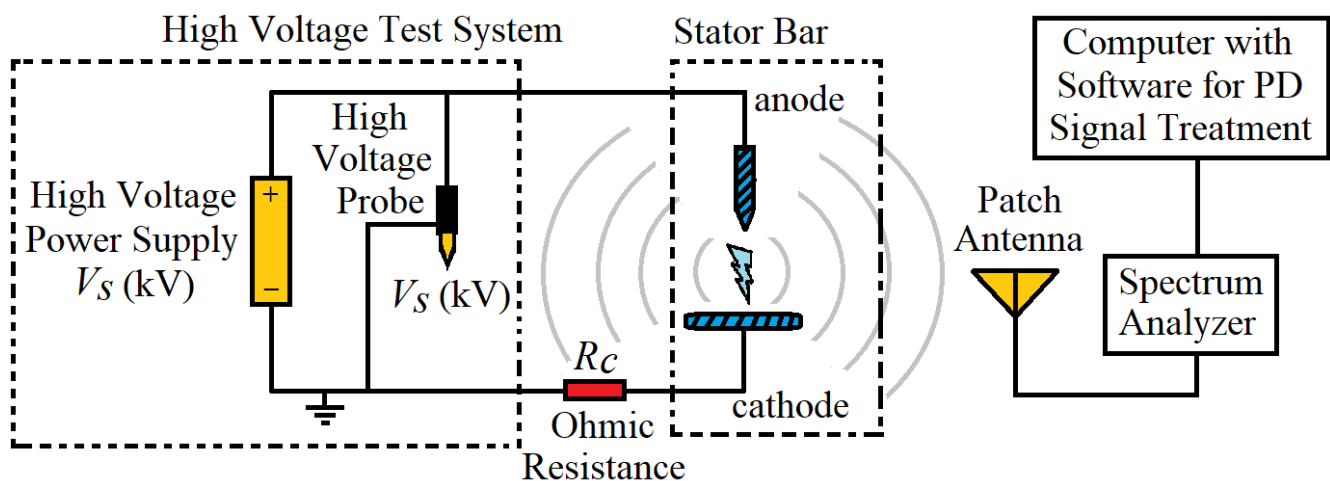 High Voltage Test System
Stator Bar
Computer with
Software for PD
Signal Treatment
anode
High
Voltage
Probe
High Voltage
Power Supply
VS (kV)
+
−
VS (kV)
Patch
Antenna
Spectrum
Analyzer
RC
Ohmic
Resistance
cathode